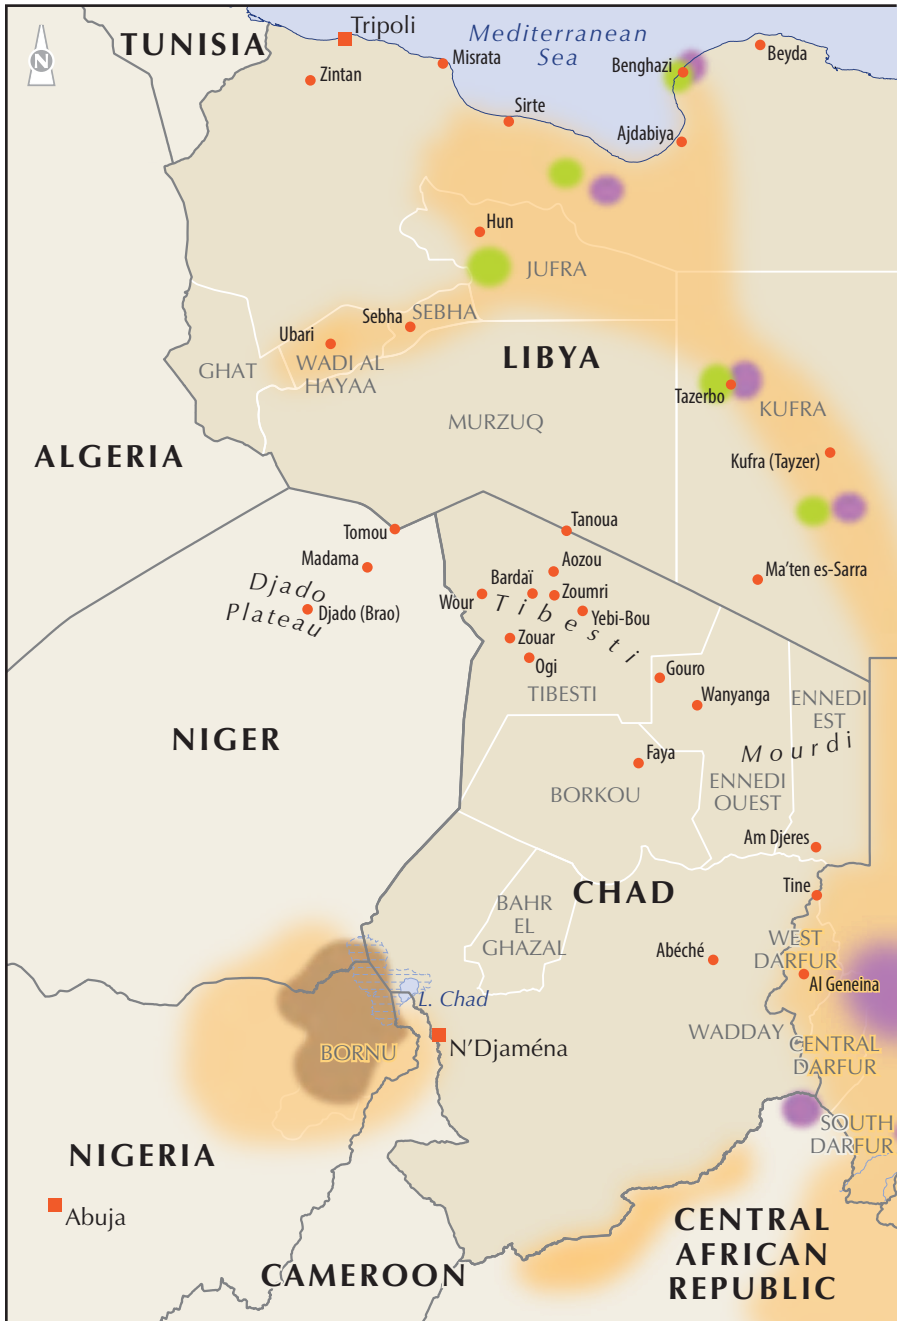 Tripoli
TUNISIA
Mediterranean
Sea
Beyda
Misrata
Benghazi
Zintan
N
Sirte
Ajdabiya
Hun
JUFRA
Sebha
SEBHA
Ubari
GHAT
WADI AL
HAYAA
LIBYA
Tazerbo
KUFRA
MURZUQ
ALGERIA
Kufra (Tayzer)
Tomou
Tanoua
Madama
Aozou
Djado
Plateau
Bardaï
Ma'ten es-Sarra
Wour
Zoumri
Djado (Brao)
Tibesti
Yebi-Bou
Zouar
Ogi
Gouro
TIBESTI
Wanyanga
ENNEDI
EST
NIGER
Mourdi
Faya
ENNEDI
OUEST
BORKOU
Am Djeres
CHAD
Tine
BAHR
EL
GHAZAL
WEST
DARFUR
Abéché
Al Geneina
L. Chad
WADDAY
BORNU
N'Djaména
CENTRAL
DARFUR
SOUTH
DARFUR
NIGERIA
Abuja
CENTRAL
AFRICAN
REPUBLIC
CAMEROON